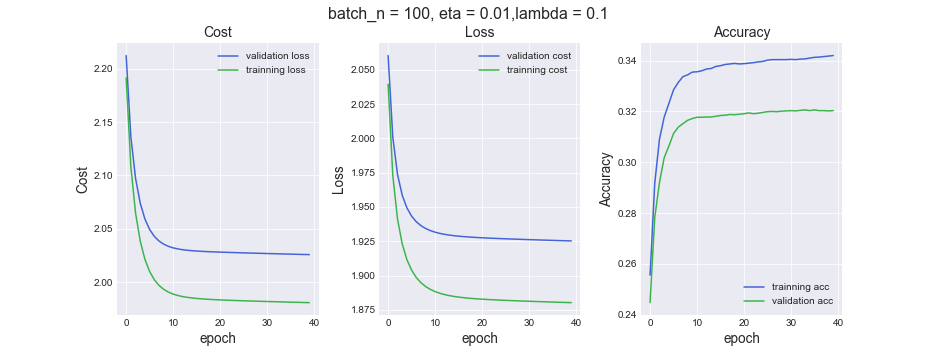 batch_n = 100, eta = 0.01,lambda = 0.1
Cost
Cost
2.20
2.15
2.10
2.05
2.00
0
10
20
30
40
epoch
validation loss
trainning loss
Loss
Loss
2.050
2.025
2.000
1.975
1.950
1.925
1.900
1.875
0
10
20
30
40
epoch
validation cost
trainning cost
Accuracy
Accuracy
0.34
0.32
0.30
0.28
0.26
0.24
0
10
20
30
40
epoch
trainning acc
validation acc